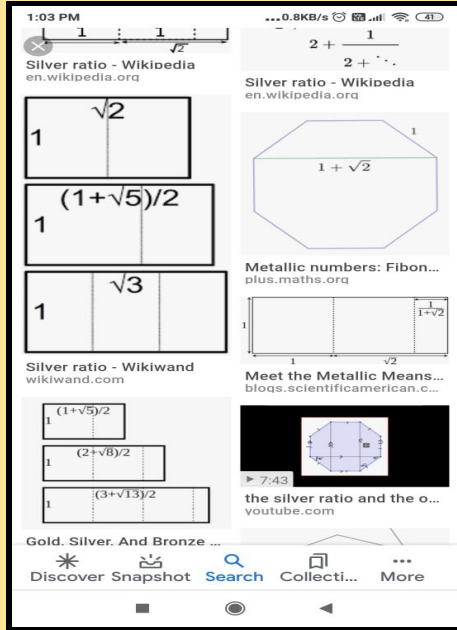 1:03 PM
...0.8KB/s 41
1 1
√2
Silver ratio - Wikipedia
en.wikipedia.org
√2
1
(1+√5)/2
1
√3
1
Silver ratio - Wikiwand
wikiwand.com
(1+√5)/2
1
(2+√8)/2
1
(3+√13)/2
1
Gold, Silver, And Bronze ...
2 + 1
2 + ⋱
Silver ratio - Wikipedia
en.wikipedia.org
1
1 + √2
Metallic numbers: Fibon...
plus.maths.org
1
1
1+√2
1 √2
Meet the Metallic Means...
blogs.scientificamerican.c...
7:43
the silver ratio and the o...
youtube.com
Discover Snapshot Search Collecti... More